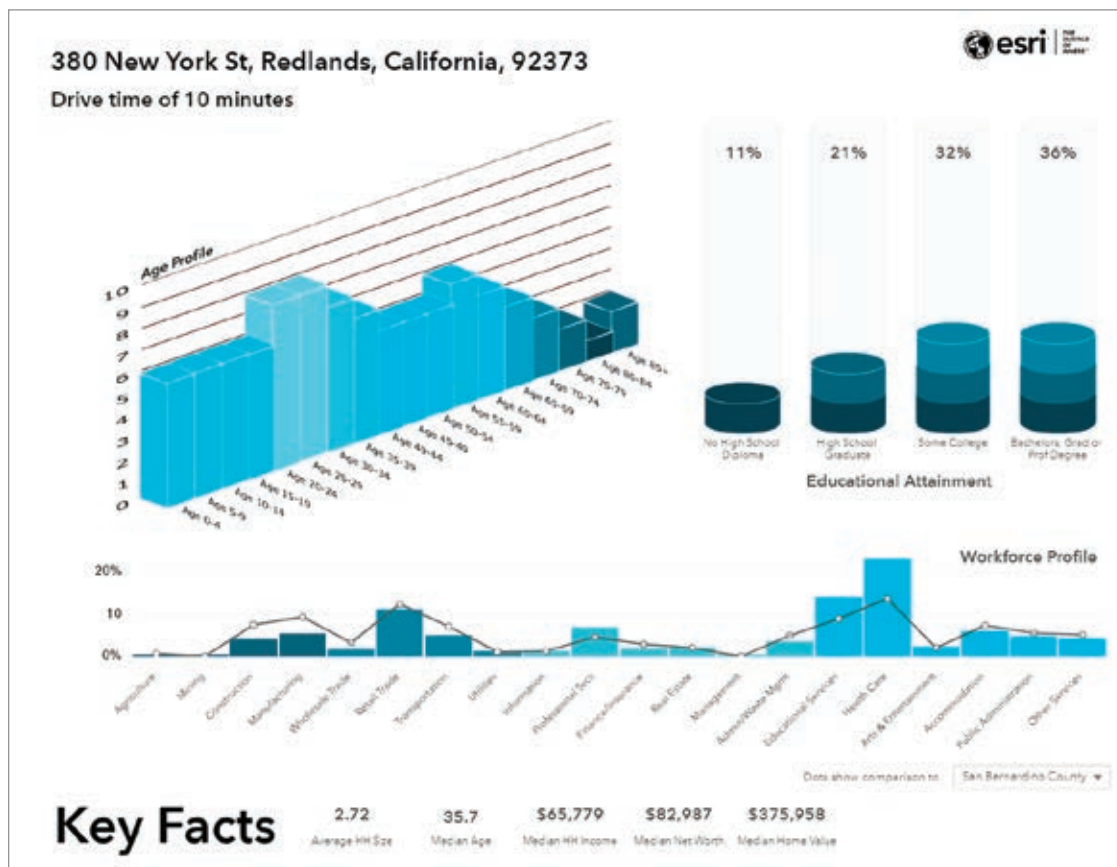 380 New York St, Redlands, California, 92373
Drive time of 10 minutes
esri
THE
SCIENCE
OF
WHERE
Age Profile
10
9
8
7
6
5
4
3
2
1
0
Age 0-4
Age 5-9
Age 10-14
Age 15-19
Age 20-24
Age 25-29
Age 30-34
Age 35-39
Age 40-44
Age 45-49
Age 50-54
Age 55-59
Age 60-64
Age 65-69
Age 70-74
Age 75-79
Age 80-84
Age 85+
11%
21%
32%
36%
No High School
Diploma
High School
Graduate
Some College
Bachelors, Grad or
Prof Degree
Educational Attainment
Workforce Profile
20%
10
0%
Agriculture
Mining
Construction
Manufacturing
Wholesale Trade
Retail Trade
Transportation
Utilities
Information
Professional Svcs
Finance/Insurance
Real Estate
Management
Admin/Waste Mgmt
Educational Services
Health Care
Arts & Entertainment
Accommodation
Public Administration
Other Services
Dots show comparison to
San Bernardino County
Key Facts
2.72
Average HH Size
35.7
Median Age
$65,779
Median HH Income
$82,987
Median Net Worth
$375,958
Median Home Value